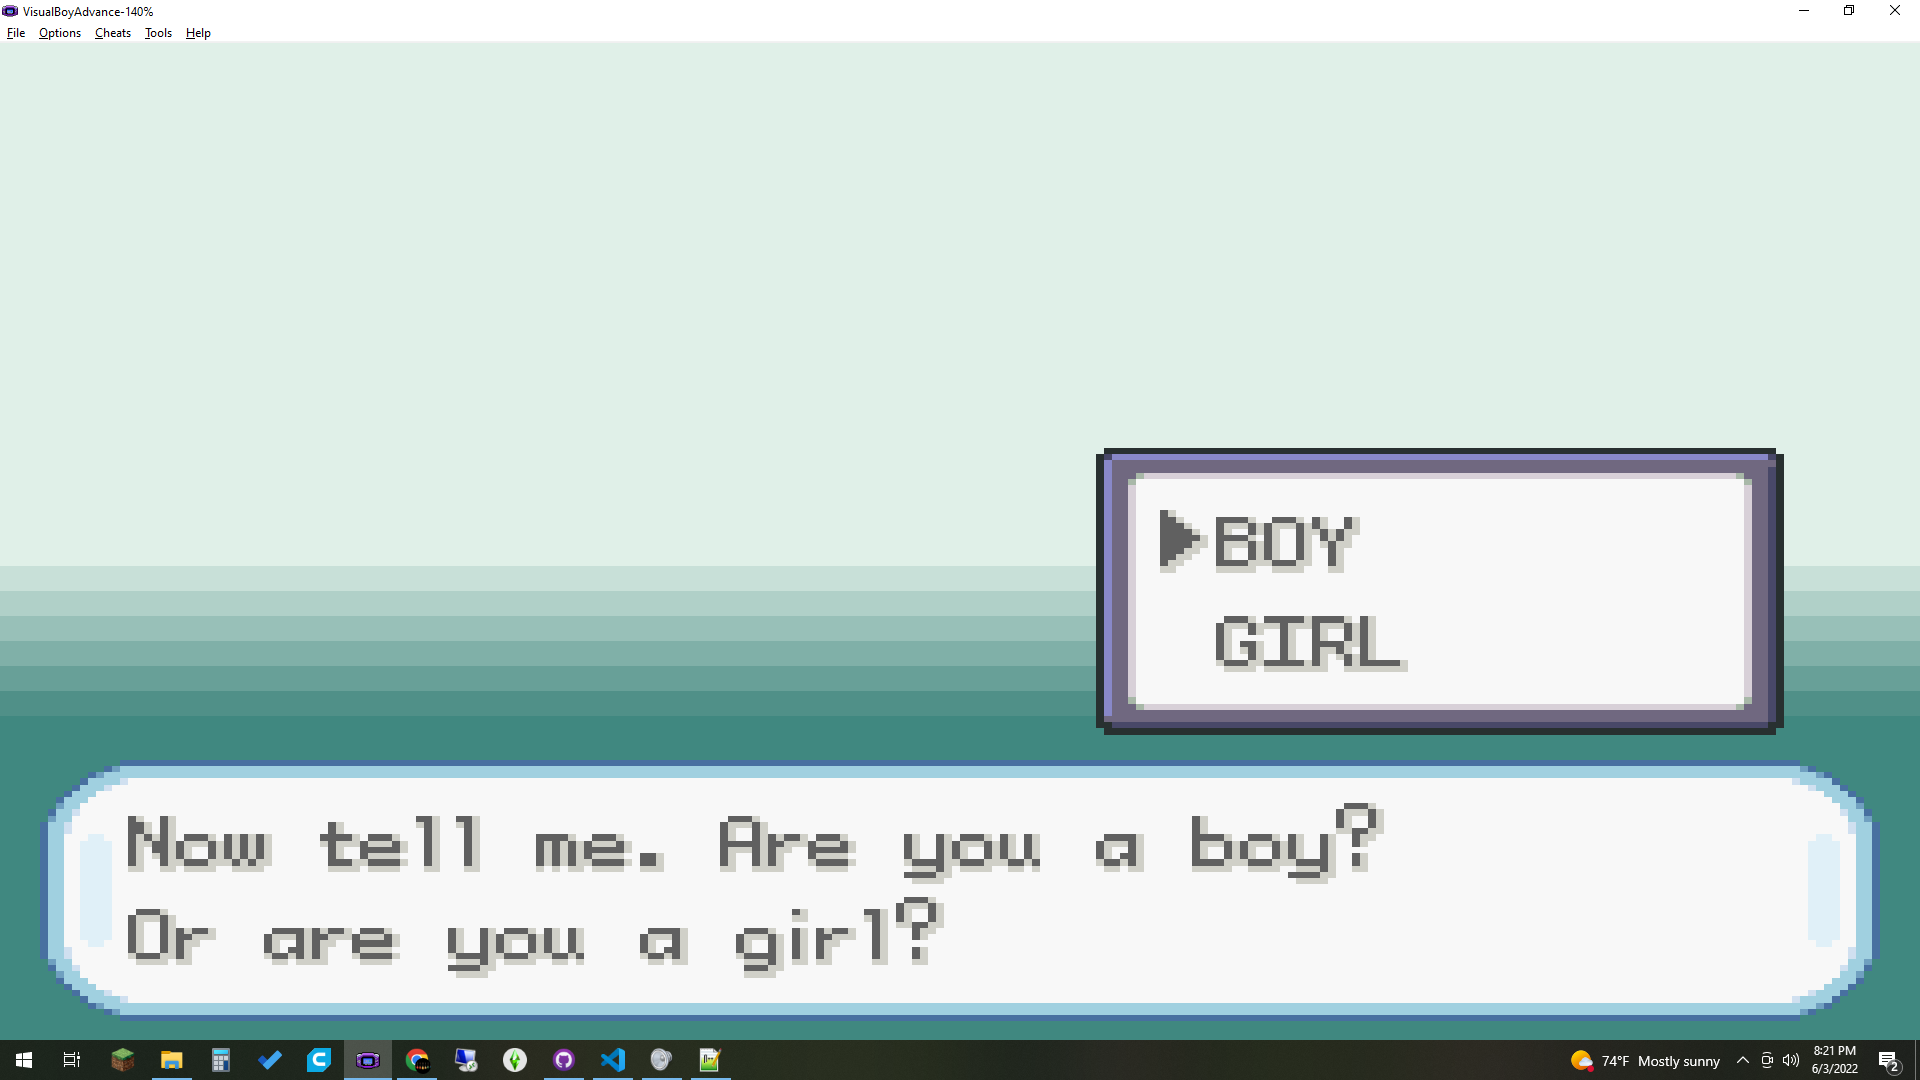 VisualBoyAdvance-140%
File Options Cheats Tools Help
BOY
GIRL
Now tell me. Are you a boy?
Or are you a girl?
74°F Mostly sunny
8:21 PM
6/3/2022
2